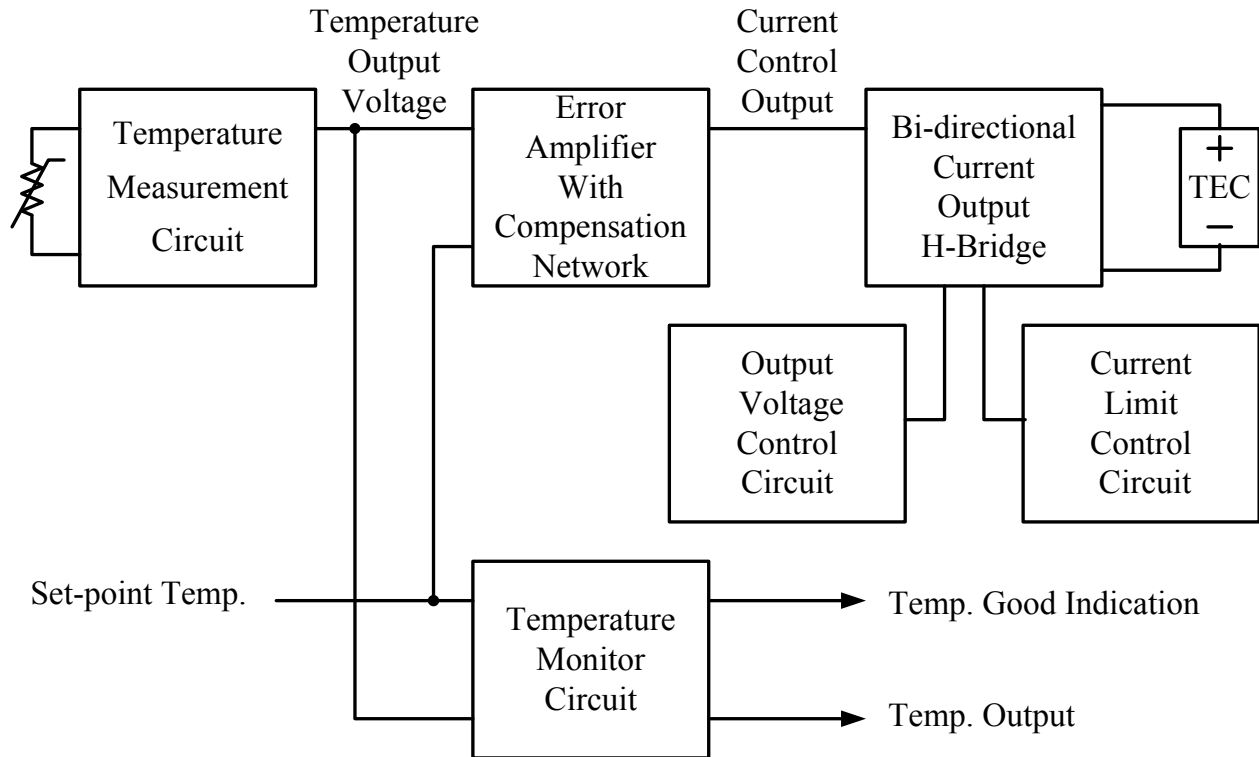 Temperature
Output
Voltage
Current
Control
Output
Temperature
Measurement
Circuit
Error
Amplifier
With
Compensation
Network
Bi-directional
Current
Output
H-Bridge
+
TEC
−
Output
Voltage
Control
Circuit
Current
Limit
Control
Circuit
Set-point Temp.
Temperature
Monitor
Circuit
Temp. Good Indication
Temp. Output